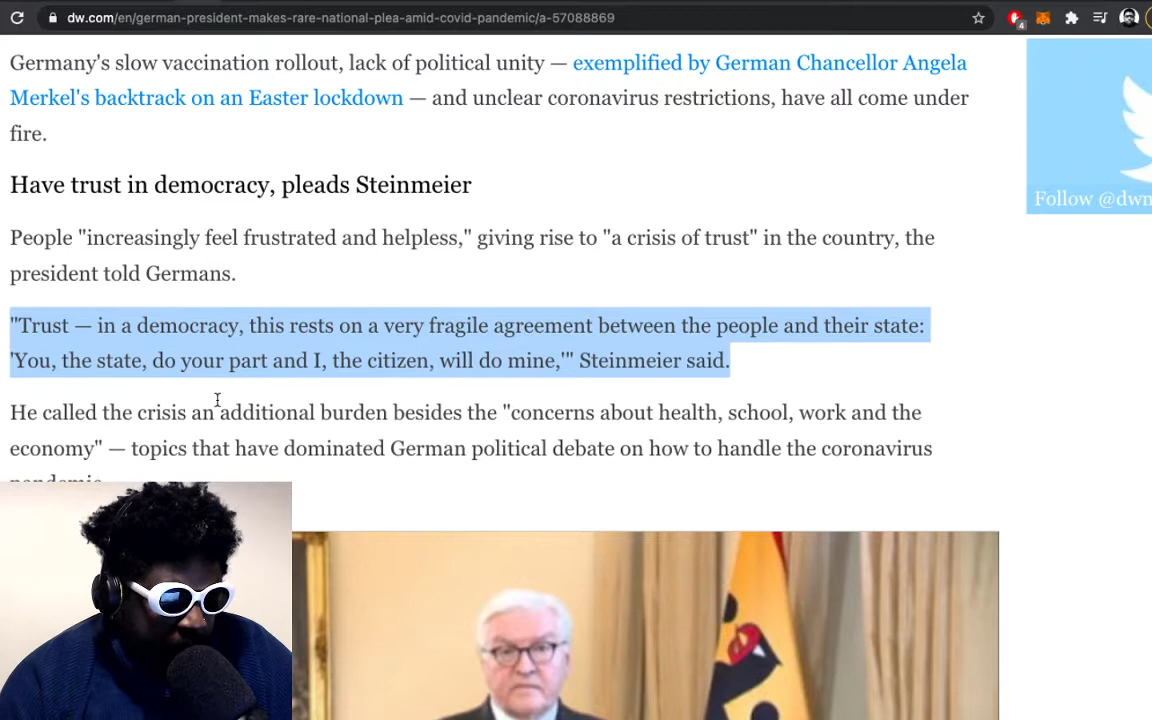 dw.com/en/german-president-makes-rare-national-plea-amid-covid-pandemic/a-57088869
4
Germany's slow vaccination rollout, lack of political unity — exemplified by German Chancellor Angela
Merkel's backtrack on an Easter lockdown — and unclear coronavirus restrictions, have all come under
fire.
Follow @dw
Have trust in democracy, pleads Steinmeier
People "increasingly feel frustrated and helpless," giving rise to "a crisis of trust" in the country, the
president told Germans.
"Trust — in a democracy, this rests on a very fragile agreement between the people and their state:
'You, the state, do your part and I, the citizen, will do mine,'" Steinmeier said.
He called the crisis an additional burden besides the "concerns about health, school, work and the
economy" — topics that have dominated German political debate on how to handle the coronavirus
pandemic.